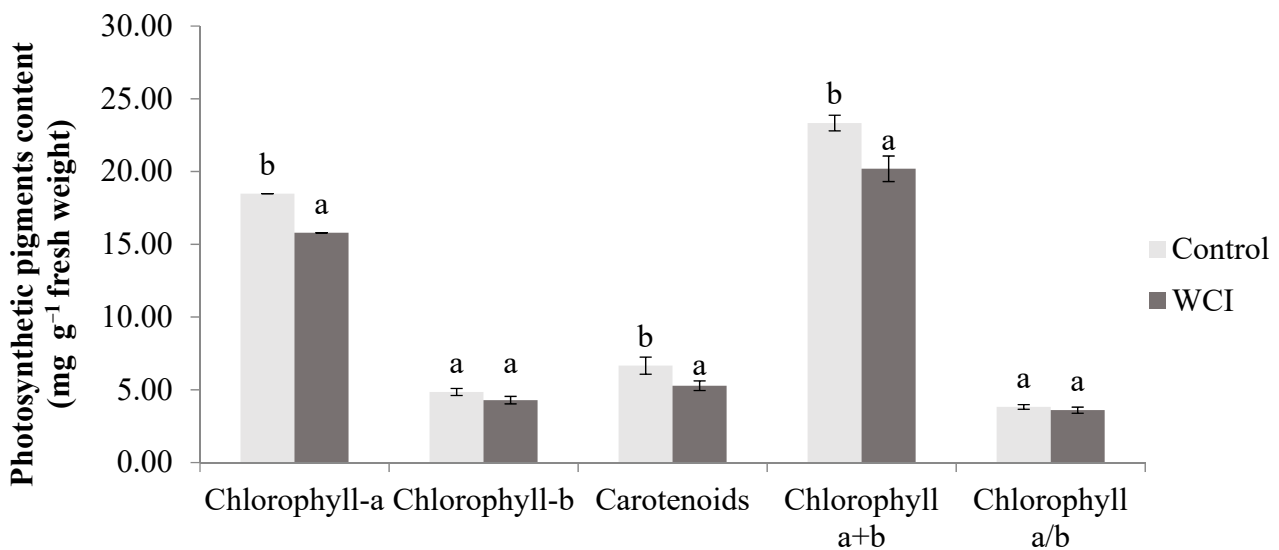 Photosynthetic pigments content
(mg g⁻¹ fresh weight)
30.00
25.00
20.00
15.00
10.00
5.00
0.00
b
a
a
a
b
a
b
a
a
a
Chlorophyll-a
Chlorophyll-b
Carotenoids
Chlorophyll
a+b
Chlorophyll
a/b
Control
WCI